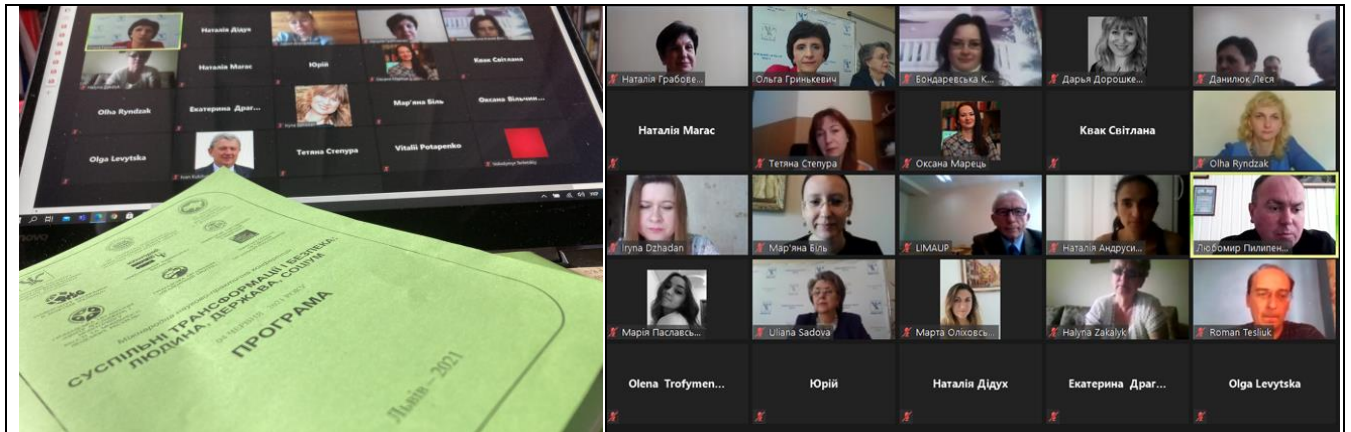 Наталія Дідух
Наталія Магас
Юрій
Квак Світлана
Olha Ryndzak
Екатерина Драг...
Мар'яна Біль
Оксана Вільчин...
Olga Levytska
Тетяна Степура
Vitalii Potapenko
СУСПІЛЬНІ ТРАНСФОРМАЦІЇ І БЕЗПЕКА:
ЛЮДИНА, ДЕРЖАВА, СОЦІУМ
ПРОГРАМА
Львів – 2021
Наталія Грабове...
Ольга Гринькевич
Бондаревська К...
Дарья Дорошке...
Данилюк Леся
Наталія Магас
Тетяна Степура
Оксана Марець
Квак Світлана
Olha Ryndzak
Iryna Dzhadan
Мар'яна Біль
LIMAUP
Наталія Андруси...
Любомир Пилипен...
Марія Паславсь...
Uliana Sadova
Марта Оліховсь...
Halyna Zakalyk
Roman Tesliuk
Olena Trofymen...
Юрій
Наталія Дідух
Екатерина Драг...
Olga Levytska